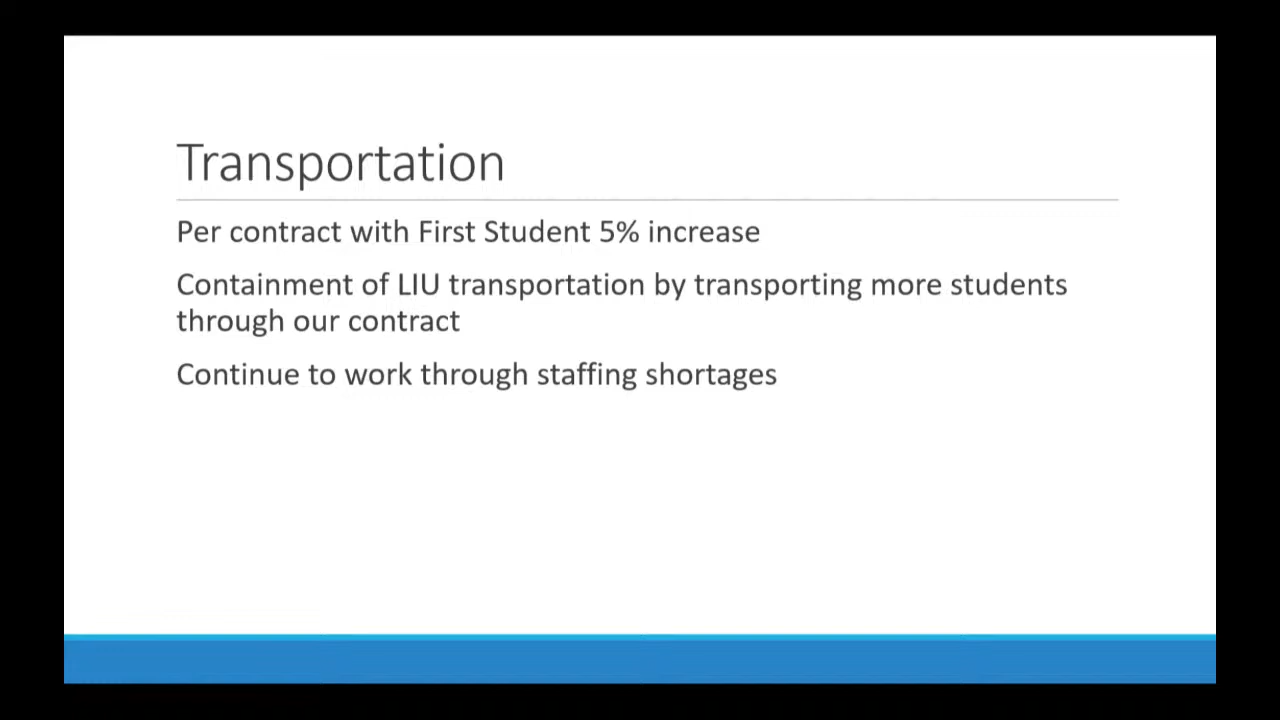 Transportation
Per contract with First Student 5% increase
Containment of LIU transportation by transporting more students
through our contract
Continue to work through staffing shortages